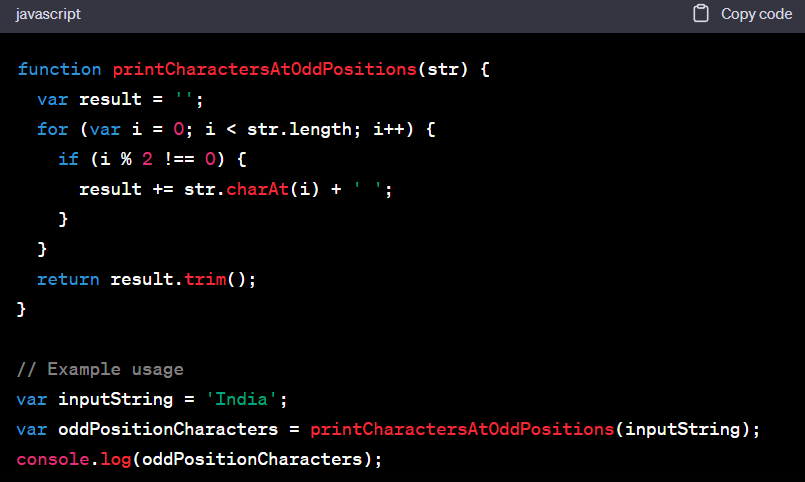 javascript
Copy code
function printCharactersAtOddPositions(str) {
  var result = '';
  for (var i = 0; i < str.length; i++) {
    if (i % 2 !== 0) {
      result += str.charAt(i) + ' ';
    }
  }
  return result.trim();
}

// Example usage
var inputString = 'India';
var oddPositionCharacters = printCharactersAtOddPositions(inputString);
console.log(oddPositionCharacters);